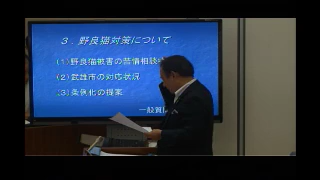 3．野良猫対策について
(1)野良猫被害の苦情相談
(2)武雄市の対応状況
(3)条例化の提案
一般質